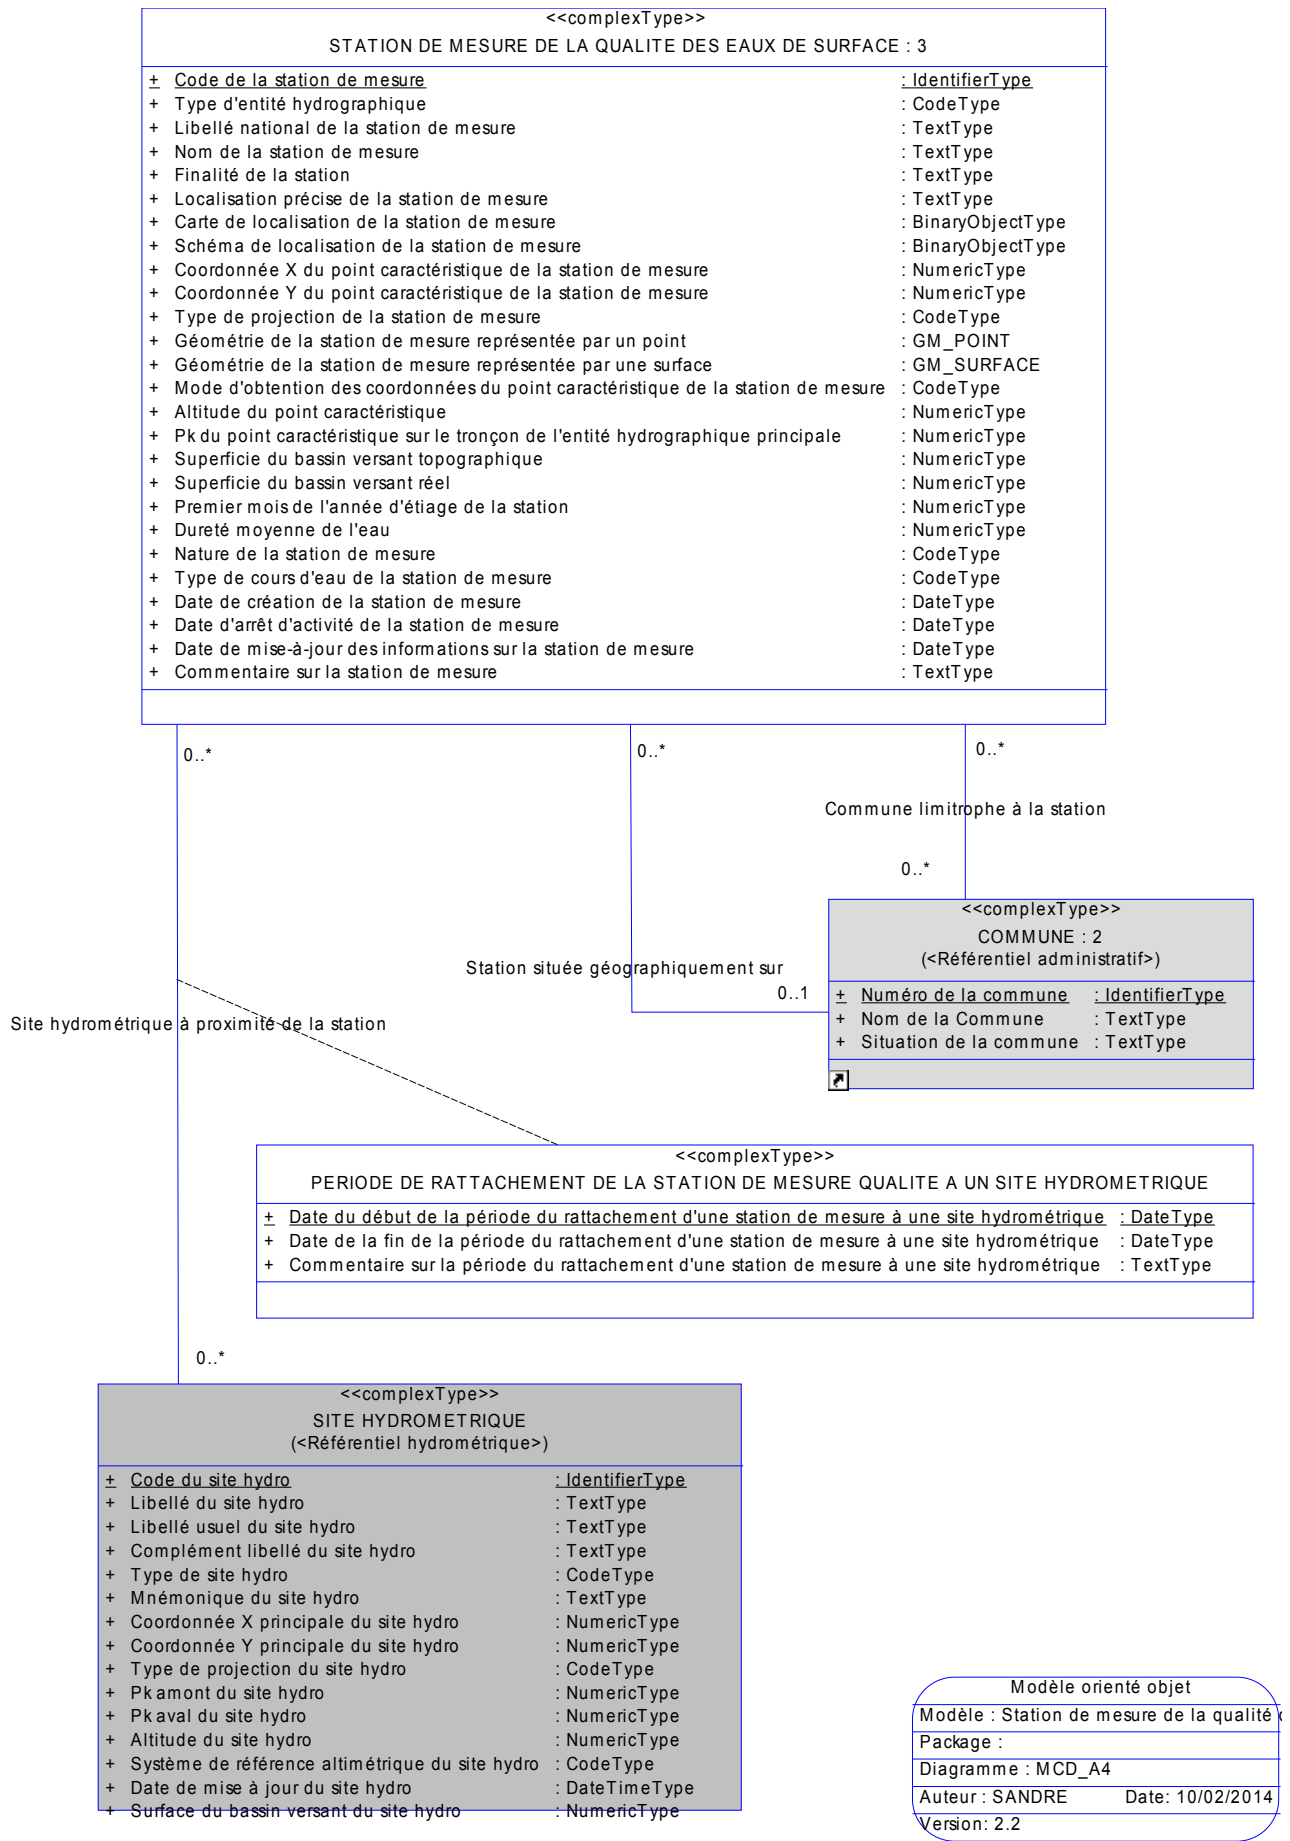 <<complexType>>
STATION DE MESURE DE LA QUALITE DES EAUX DE SURFACE : 3
+ Code de la station de mesure : IdentifierType
+ Type d'entité hydrographique : CodeType
+ Libellé national de la station de mesure : TextType
+ Nom de la station de mesure : TextType
+ Finalité de la station : TextType
+ Localisation précise de la station de mesure : TextType
+ Carte de localisation de la station de mesure : BinaryObjectType
+ Schéma de localisation de la station de mesure : BinaryObjectType
+ Coordonnée X du point caractéristique de la station de mesure : NumericType
+ Coordonnée Y du point caractéristique de la station de mesure : NumericType
+ Type de projection de la station de mesure : CodeType
+ Géométrie de la station de mesure représentée par un point : GM_POINT
+ Géométrie de la station de mesure représentée par une surface : GM_SURFACE
+ Mode d'obtention des coordonnées du point caractéristique de la station de mesure : CodeType
+ Altitude du point caractéristique : NumericType
+ Pk du point caractéristique sur le tronçon de l'entité hydrographique principale : NumericType
+ Superficie du bassin versant topographique : NumericType
+ Superficie du bassin versant réel : NumericType
+ Premier mois de l'année d'étiage de la station : NumericType
+ Dureté moyenne de l'eau : NumericType
+ Nature de la station de mesure : CodeType
+ Type de cours d'eau de la station de mesure : CodeType
+ Date de création de la station de mesure : DateType
+ Date d'arrêt d'activité de la station de mesure : DateType
+ Date de mise-à-jour des informations sur la station de mesure : DateType
+ Commentaire sur la station de mesure : TextType
0..*
0..*
0..*
Commune limitrophe à la station
0..*
<<complexType>>
COMMUNE : 2
(<Référentiel administratif>)
+ Numéro de la commune : IdentifierType
+ Nom de la Commune : TextType
+ Situation de la commune : TextType
Station située géographiquement sur
0..1
Site hydrométrique à proximité de la station
<<complexType>>
PERIODE DE RATTACHEMENT DE LA STATION DE MESURE QUALITE A UN SITE HYDROMETRIQUE
+ Date du début de la période du rattachement d'une station de mesure à une site hydrométrique : DateType
+ Date de la fin de la période du rattachement d'une station de mesure à une site hydrométrique : DateType
+ Commentaire sur la période du rattachement d'une station de mesure à une site hydrométrique : TextType
0..*
<<complexType>>
SITE HYDROMETRIQUE
(<Référentiel hydrométrique>)
+ Code du site hydro : IdentifierType
+ Libellé du site hydro : TextType
+ Libellé usuel du site hydro : TextType
+ Complément libellé du site hydro : TextType
+ Type de site hydro : CodeType
+ Mnémonique du site hydro : TextType
+ Coordonnée X principale du site hydro : NumericType
+ Coordonnée Y principale du site hydro : NumericType
+ Type de projection du site hydro : CodeType
+ Pk amont du site hydro : NumericType
+ Pk aval du site hydro : NumericType
+ Altitude du site hydro : NumericType
+ Système de référence altimétrique du site hydro : CodeType
+ Date de mise à jour du site hydro : DateTimeType
+ Surface du bassin versant du site hydro : NumericType
Modèle orienté objet
Modèle : Station de mesure de la qualité
Package :
Diagramme : MCD_A4
Auteur : SANDRE Date: 10/02/2014
Version: 2.2